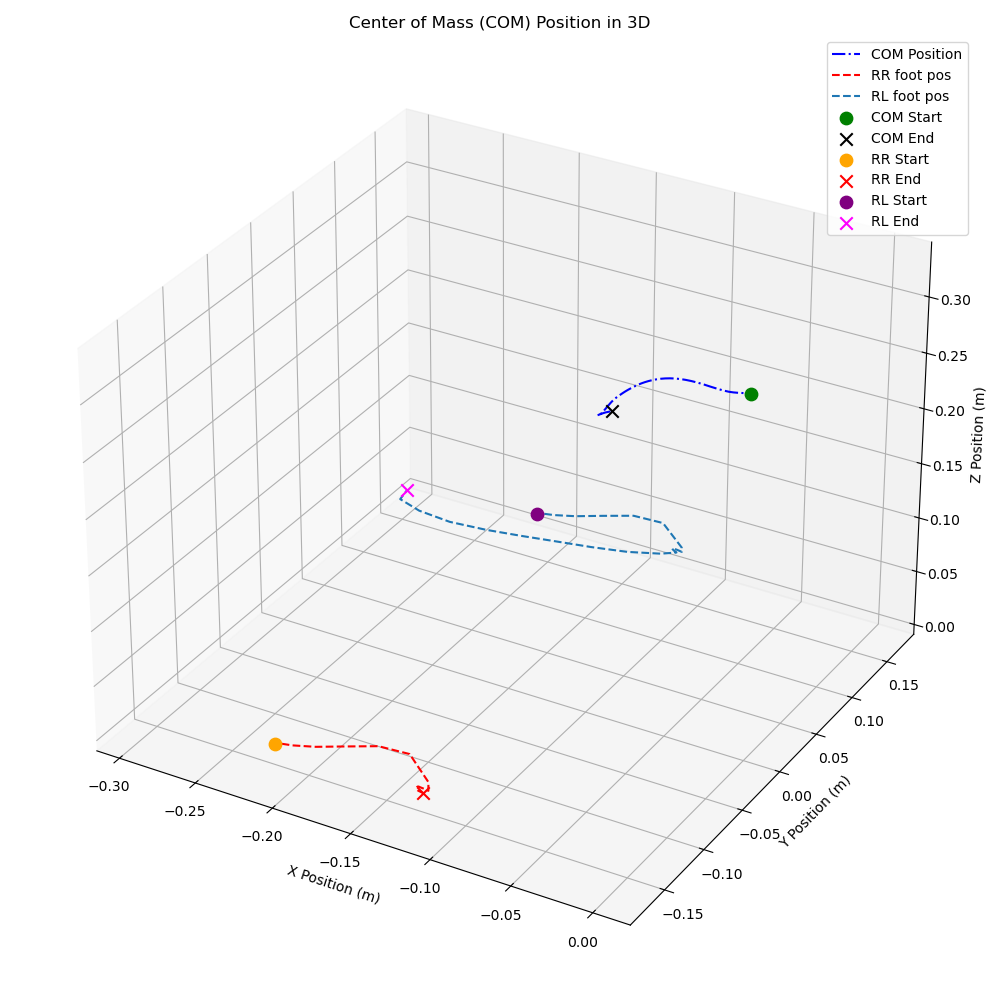 Center of Mass (COM) Position in 3D
COM Position
RR foot pos
RL foot pos
COM Start
COM End
RR Start
RR End
RL Start
RL End
0.30
0.25
0.20
0.15
0.10
0.05
0.00
Z Position (m)
0.15
0.10
0.05
0.00
−0.05
−0.10
−0.15
Y Position (m)
−0.30
−0.25
−0.20
−0.15
−0.10
−0.05
0.00
X Position (m)